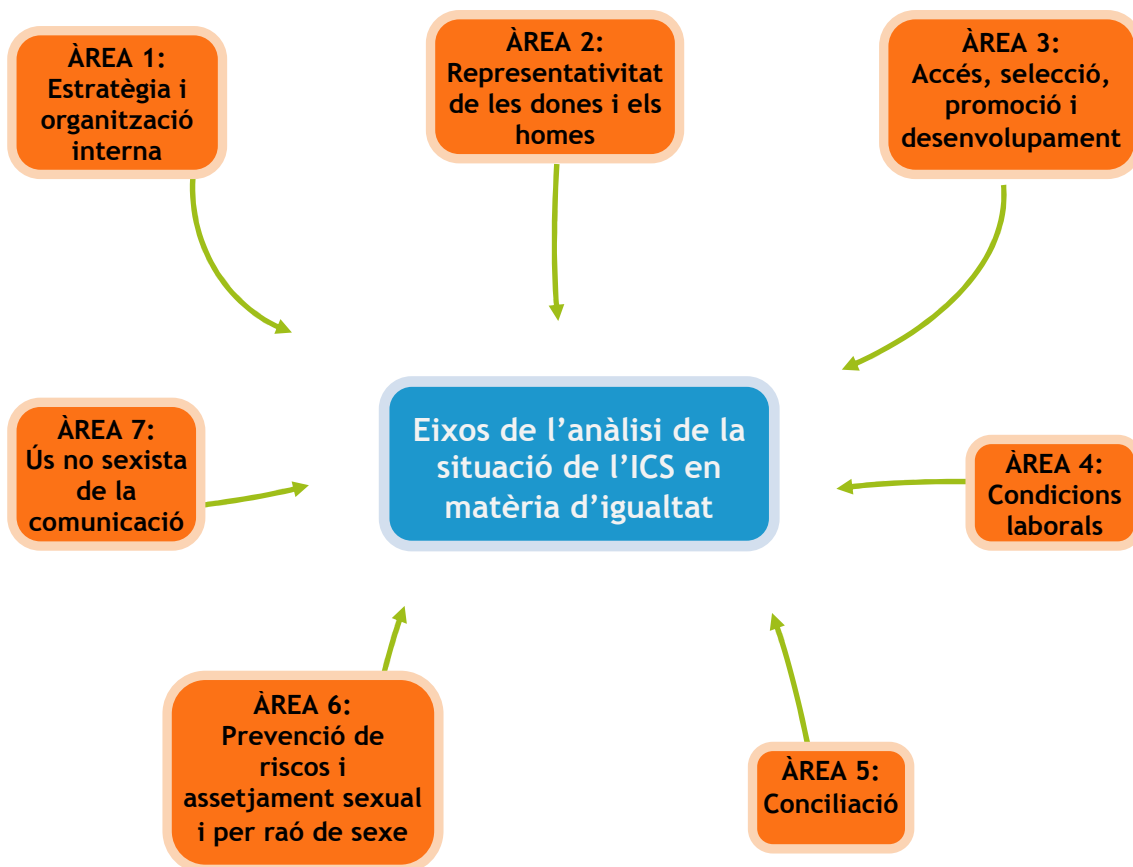 ÀREA 1:
Estratègia i
organització
interna
ÀREA 2:
Representativitat
de les dones i els
homes
ÀREA 3:
Accés, selecció,
promoció i
desenvolupament
Eixos de l’anàlisi de la
situació de l’ICS en
matèria d’igualtat
ÀREA 7:
Ús no sexista
de la
comunicació
ÀREA 4:
Condicions
laborals
ÀREA 6:
Prevenció de
riscos i
assetjament sexual
i per raó de sexe
ÀREA 5:
Conciliació